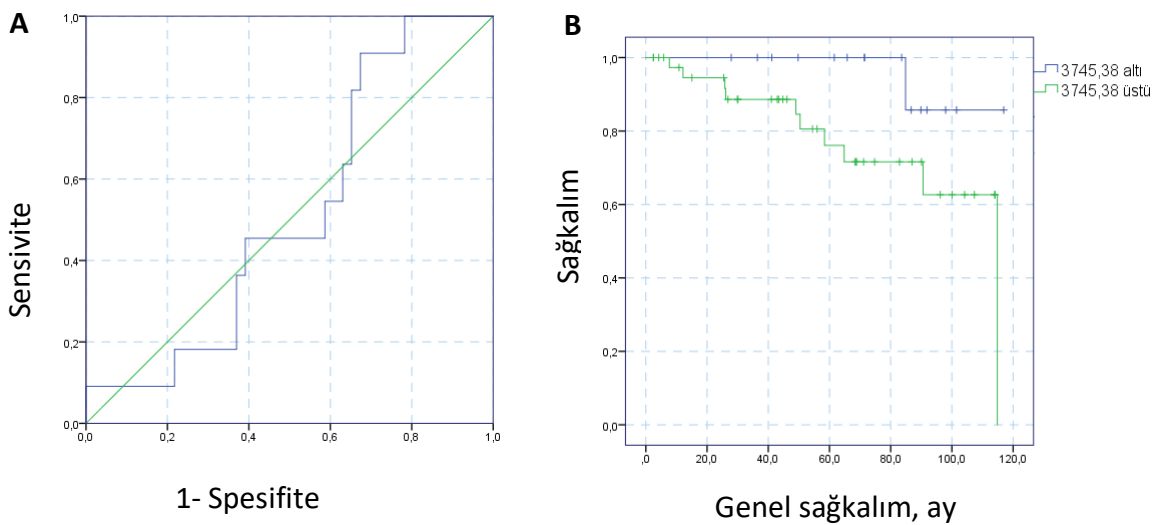 A
1,0
0,8
0,6
0,4
0,2
0,0
0,0 0,2 0,4 0,6 0,8 1,0
Sensivite
1- Spesifite
B
1,0
0,8
0,6
0,4
0,2
0,0
,0 20,0 40,0 60,0 80,0 100,0 120,0
Sağkalım
Genel sağkalım, ay
3745,38 altı
3745,38 üstü